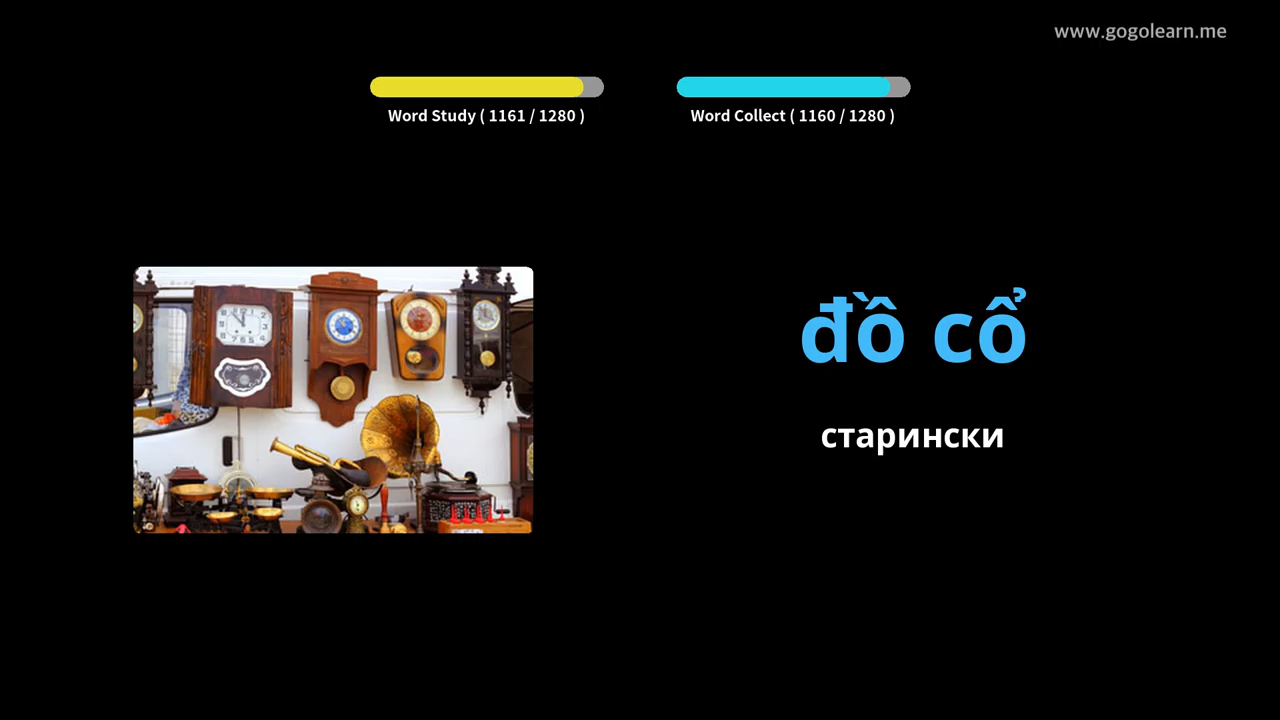 www.gogolearn.me
Word Study ( 1161 / 1280 )
Word Collect ( 1160 / 1280 )
đồ cổ
старински